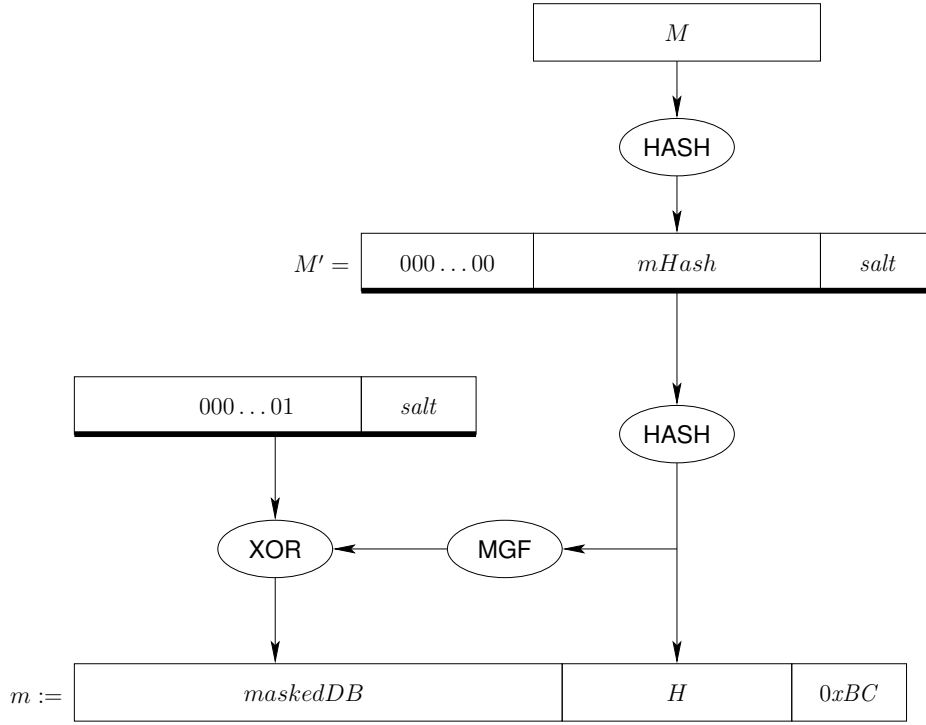 M
HASH
M′ = 000...00 mHash salt
000...01 salt
HASH
XOR MGF
m := maskedDB H 0xBC